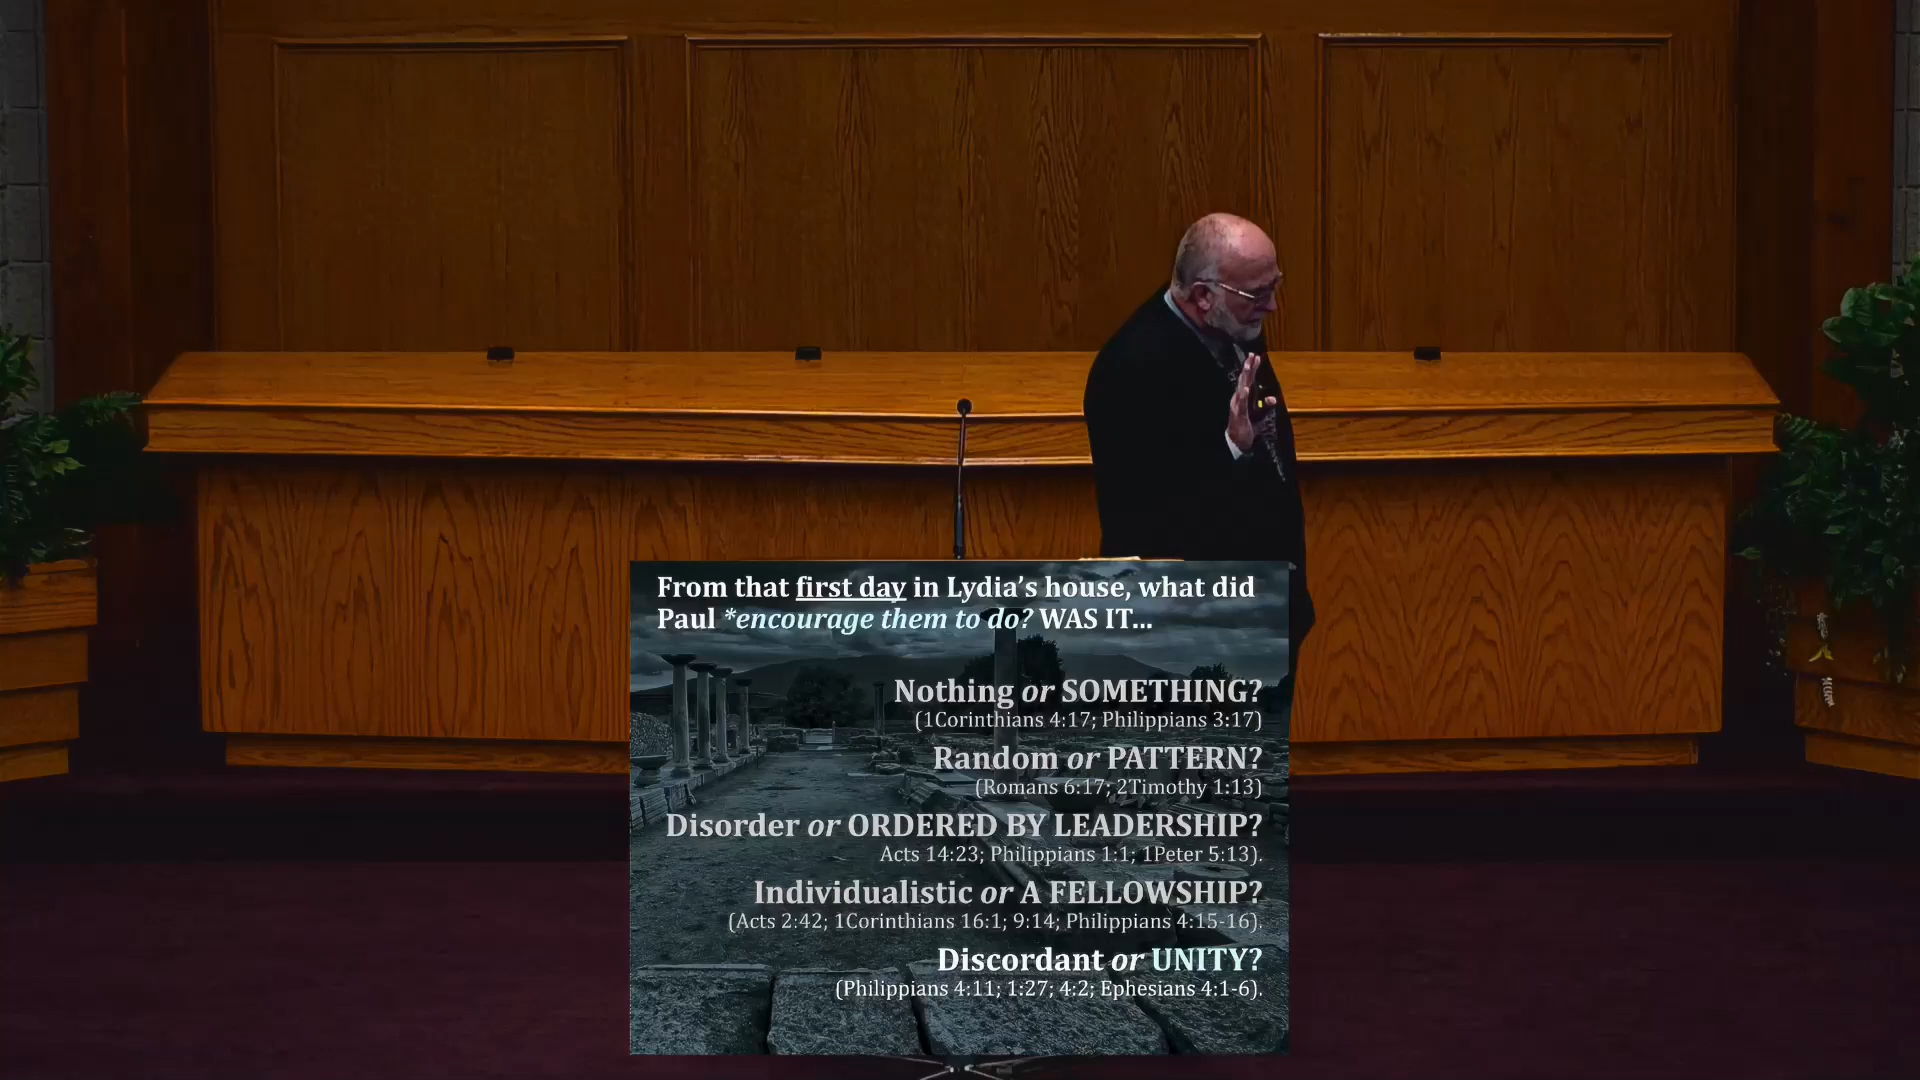 From that first day in Lydia's house, what did
Paul *encourage them to do? WAS IT...
Nothing or SOMETHING?
(1Corinthians 4:17; Philippians 3:17)
Random or PATTERN?
(Romans 6:17; 2Timothy 1:13)
Disorder or ORDERED BY LEADERSHIP?
Acts 14:23; Philippians 1:1; 1Peter 5:13).
Individualistic or A FELLOWSHIP?
(Acts 2:42; 1Corinthians 16:1; 9:14; Philippians 4:15-16).
Discordant or UNITY?
(Philippians 4:11; 1:27; 4:2; Ephesians 4:1-6).